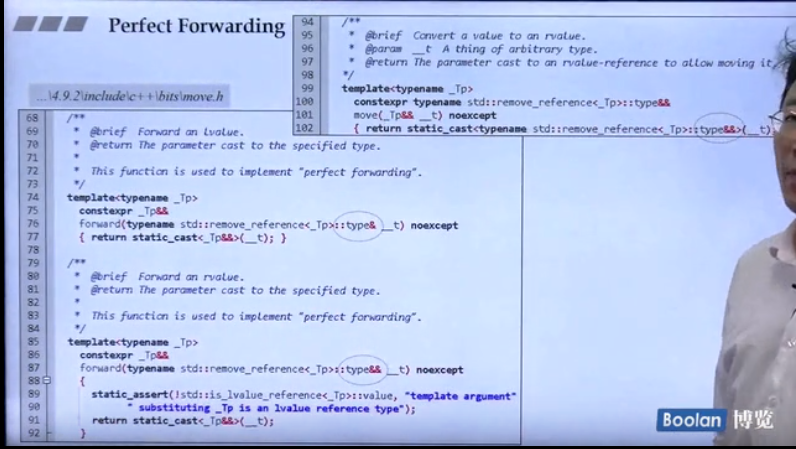 Perfect Forwarding
...\4.9.2\include\c++\bits\move.h
94 /**
95 * @brief Convert a value to an rvalue.
96 * @param __t A thing of arbitrary type.
97 * @return The parameter cast to an rvalue-reference to allow moving it,
98 */
99 template<typename _Tp>
100 constexpr typename std::remove_reference<_Tp>::type&&
101 move(_Tp&& __t) noexcept
102 { return static_cast<typename std::remove_reference<_Tp>::type&&>(__t);
68 /**
69 * @brief Forward an lvalue.
70 * @return The parameter cast to the specified type.
71 *
72 * This function is used to implement "perfect forwarding".
73 */
74 template<typename _Tp>
75 constexpr _Tp&&
76 forward(typename std::remove_reference<_Tp>::type& __t) noexcept
77 { return static_cast<_Tp&&>(__t); }
78
79 /**
80 * @brief Forward an rvalue.
81 * @return The parameter cast to the specified type.
82 *
83 * This function is used to implement "perfect forwarding".
84 */
85 template<typename _Tp>
86 constexpr _Tp&&
87 forward(typename std::remove_reference<_Tp>::type&& __t) noexcept
88 {
89 static_assert(!std::is_lvalue_reference<_Tp>::value, "template argument"
90 " substituting _Tp is an lvalue reference type");
91 return static_cast<_Tp&&>(__t);
92 }
Boolan 博览